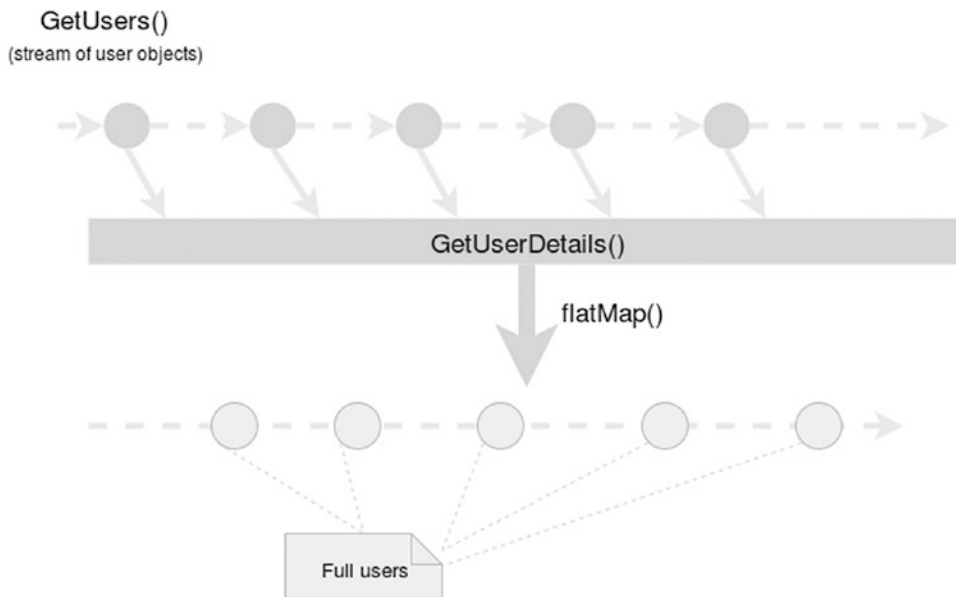 GetUsers()
(stream of user objects)
GetUserDetails()
flatMap()
Full users